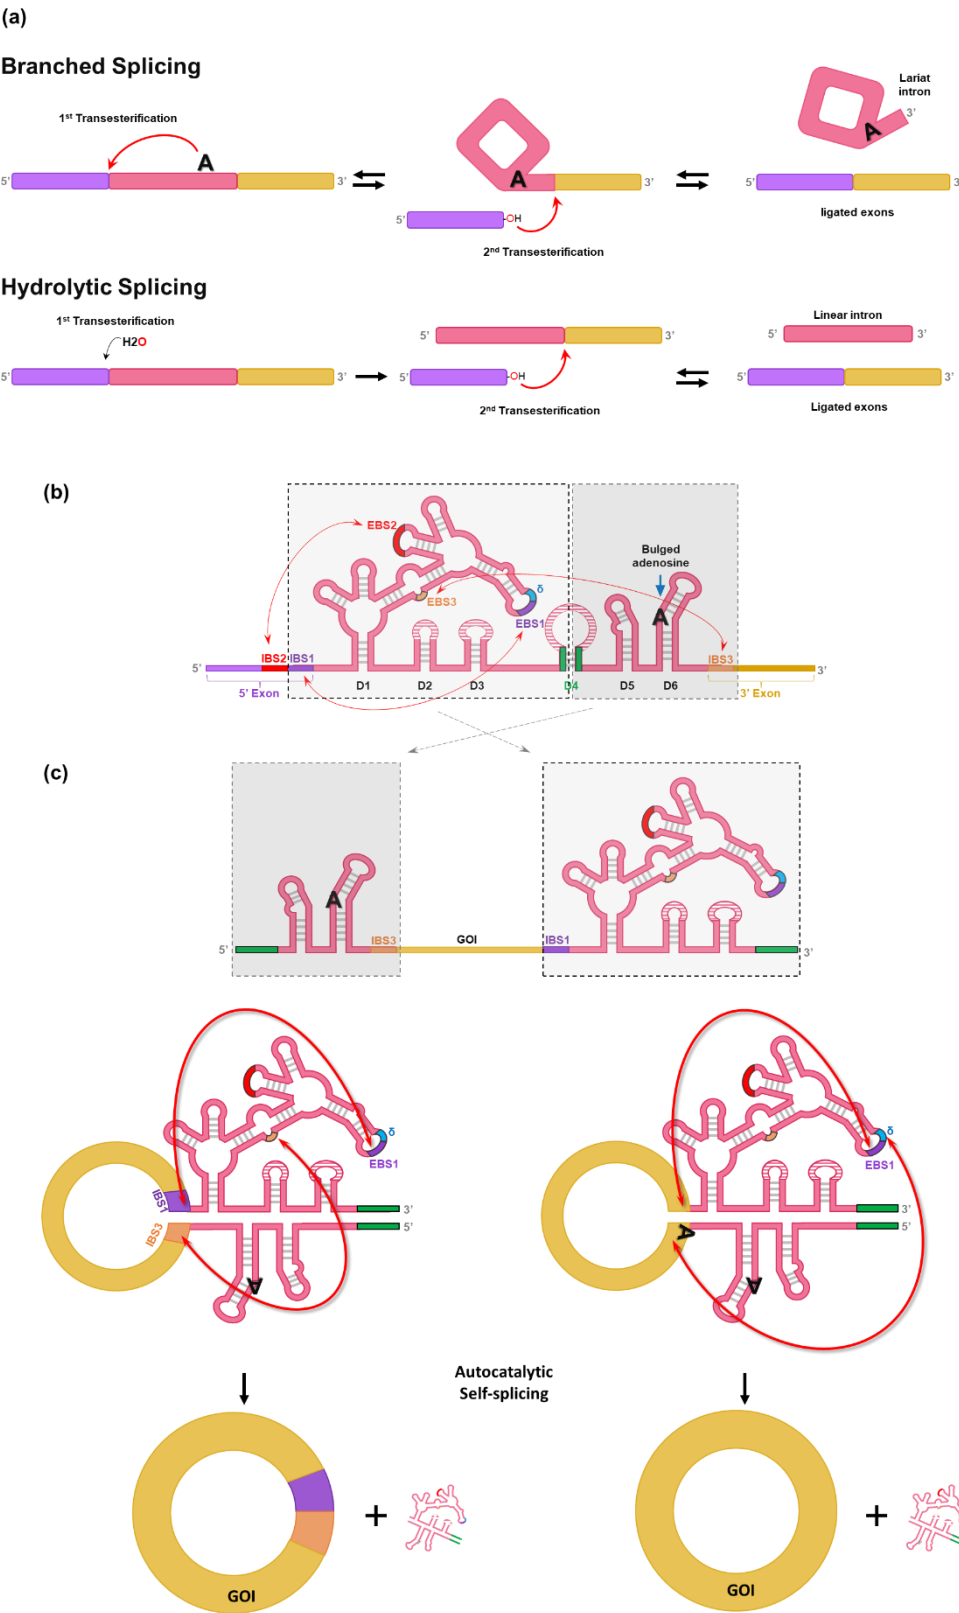 (a)
Branched Splicing
1st Transesterification
A
5'
3'
A
5'
OH
3'
2nd Transesterification
Lariat
intron
3'
A
5'
3'
ligated exons
Hydrolytic Splicing
1st Transesterification
H2O
5'
3'
5'
3'
5'
OH
2nd Transesterification
Linear intron
5'
3'
5'
3'
Ligated exons
(b)
EBS2
EBS3
δ
EBS1
Bulged
adenosine
A
5'
IBS2
IBS1
IBS3
3'
5' Exon
D1
D2
D3
D4
D5
D6
3' Exon
(c)
A
5'
IBS3
GOI
IBS1
3'
δ
EBS1
IBS1
IBS3
3'
5'
A
δ
EBS1
A
3'
5'
A
Autocatalytic
Self-splicing
+
GOI
+
GOI